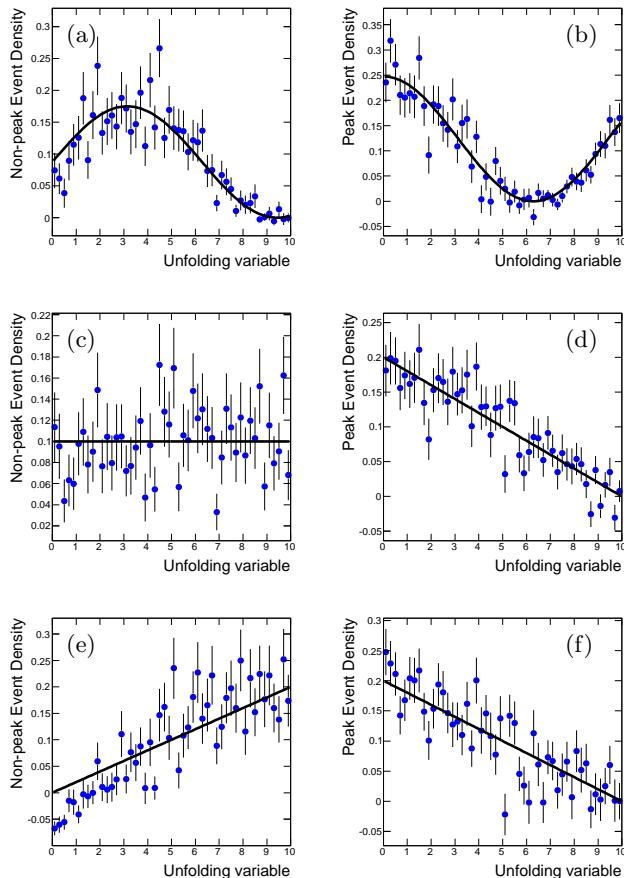 Non-peak Event Density
0.3
0.25
0.2
0.15
0.1
0.05
0
(a)
0 1 2 3 4 5 6 7 8 9 10
Unfolding variable
Peak Event Density
0.35
0.3
0.25
0.2
0.15
0.1
0.05
0
-0.05
(b)
0 1 2 3 4 5 6 7 8 9 10
Unfolding variable
Non-peak Event Density
0.22
0.2
0.18
0.16
0.14
0.12
0.1
0.08
0.06
0.04
0.02
(c)
0 1 2 3 4 5 6 7 8 9 10
Unfolding variable
Peak Event Density
0.25
0.2
0.15
0.1
0.05
0
-0.05
(d)
0 1 2 3 4 5 6 7 8 9 10
Unfolding variable
Non-peak Event Density
0.3
0.25
0.2
0.15
0.1
0.05
0
-0.05
(e)
0 1 2 3 4 5 6 7 8 9 10
Unfolding variable
Peak Event Density
0.3
0.25
0.2
0.15
0.1
0.05
0
-0.05
(f)
0 1 2 3 4 5 6 7 8 9 10
Unfolding variable